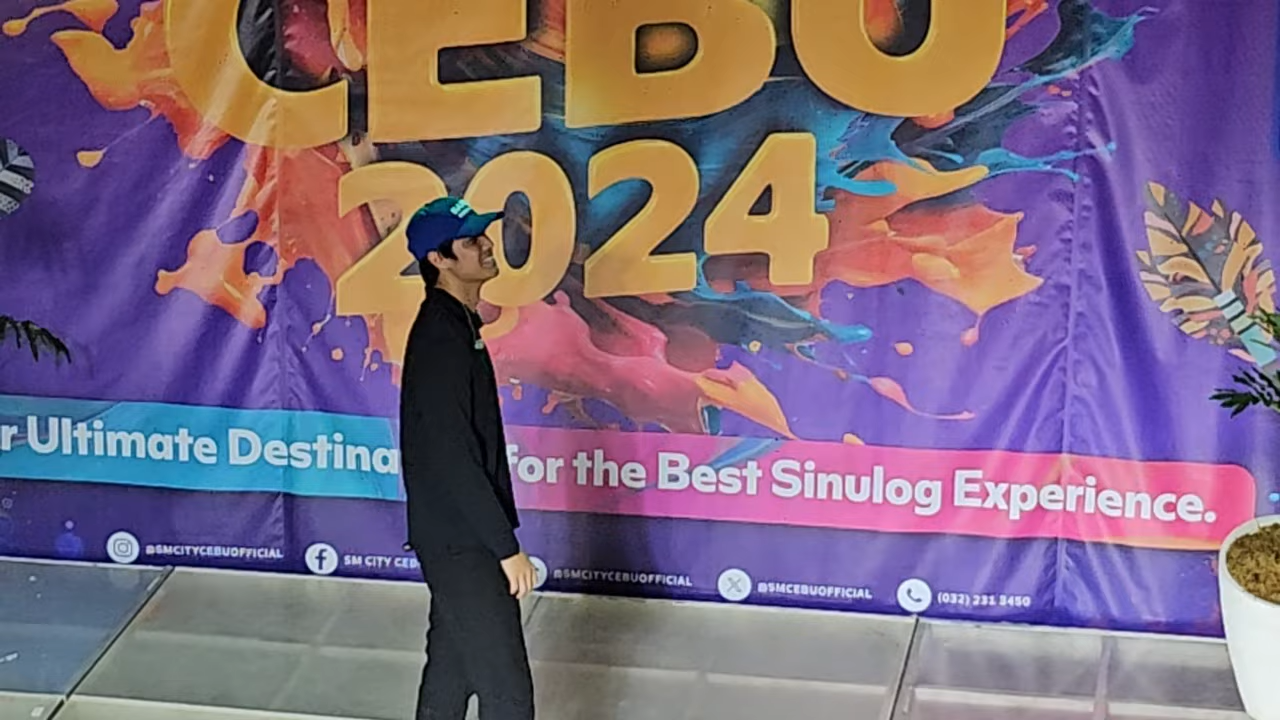 CEBU
2024
r Ultimate Destina for the Best Sinulog Experience.
@SMCITYCEBUOFFICIAL SM CITY CEB @SMCITYCEBUOFFICIAL @SMCEBUOFFICIAL (032) 231 3450